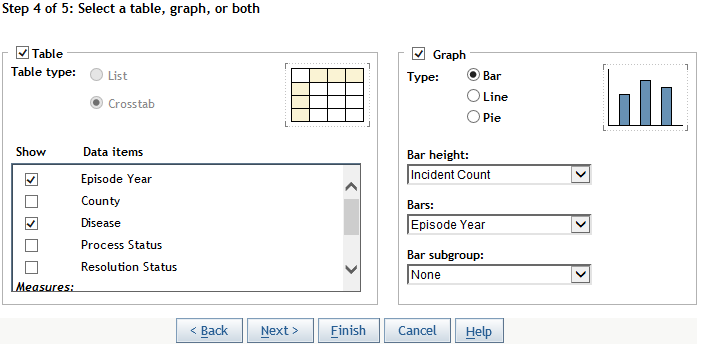 Step 4 of 5: Select a table, graph, or both
Table
Table type:
List
Crosstab
Show Data items
Episode Year
County
Disease
Process Status
Resolution Status
Measures:
Graph
Type:
Bar
Line
Pie
Bar height:
Incident Count
Bars:
Episode Year
Bar subgroup:
None
< Back Next > Finish Cancel Help